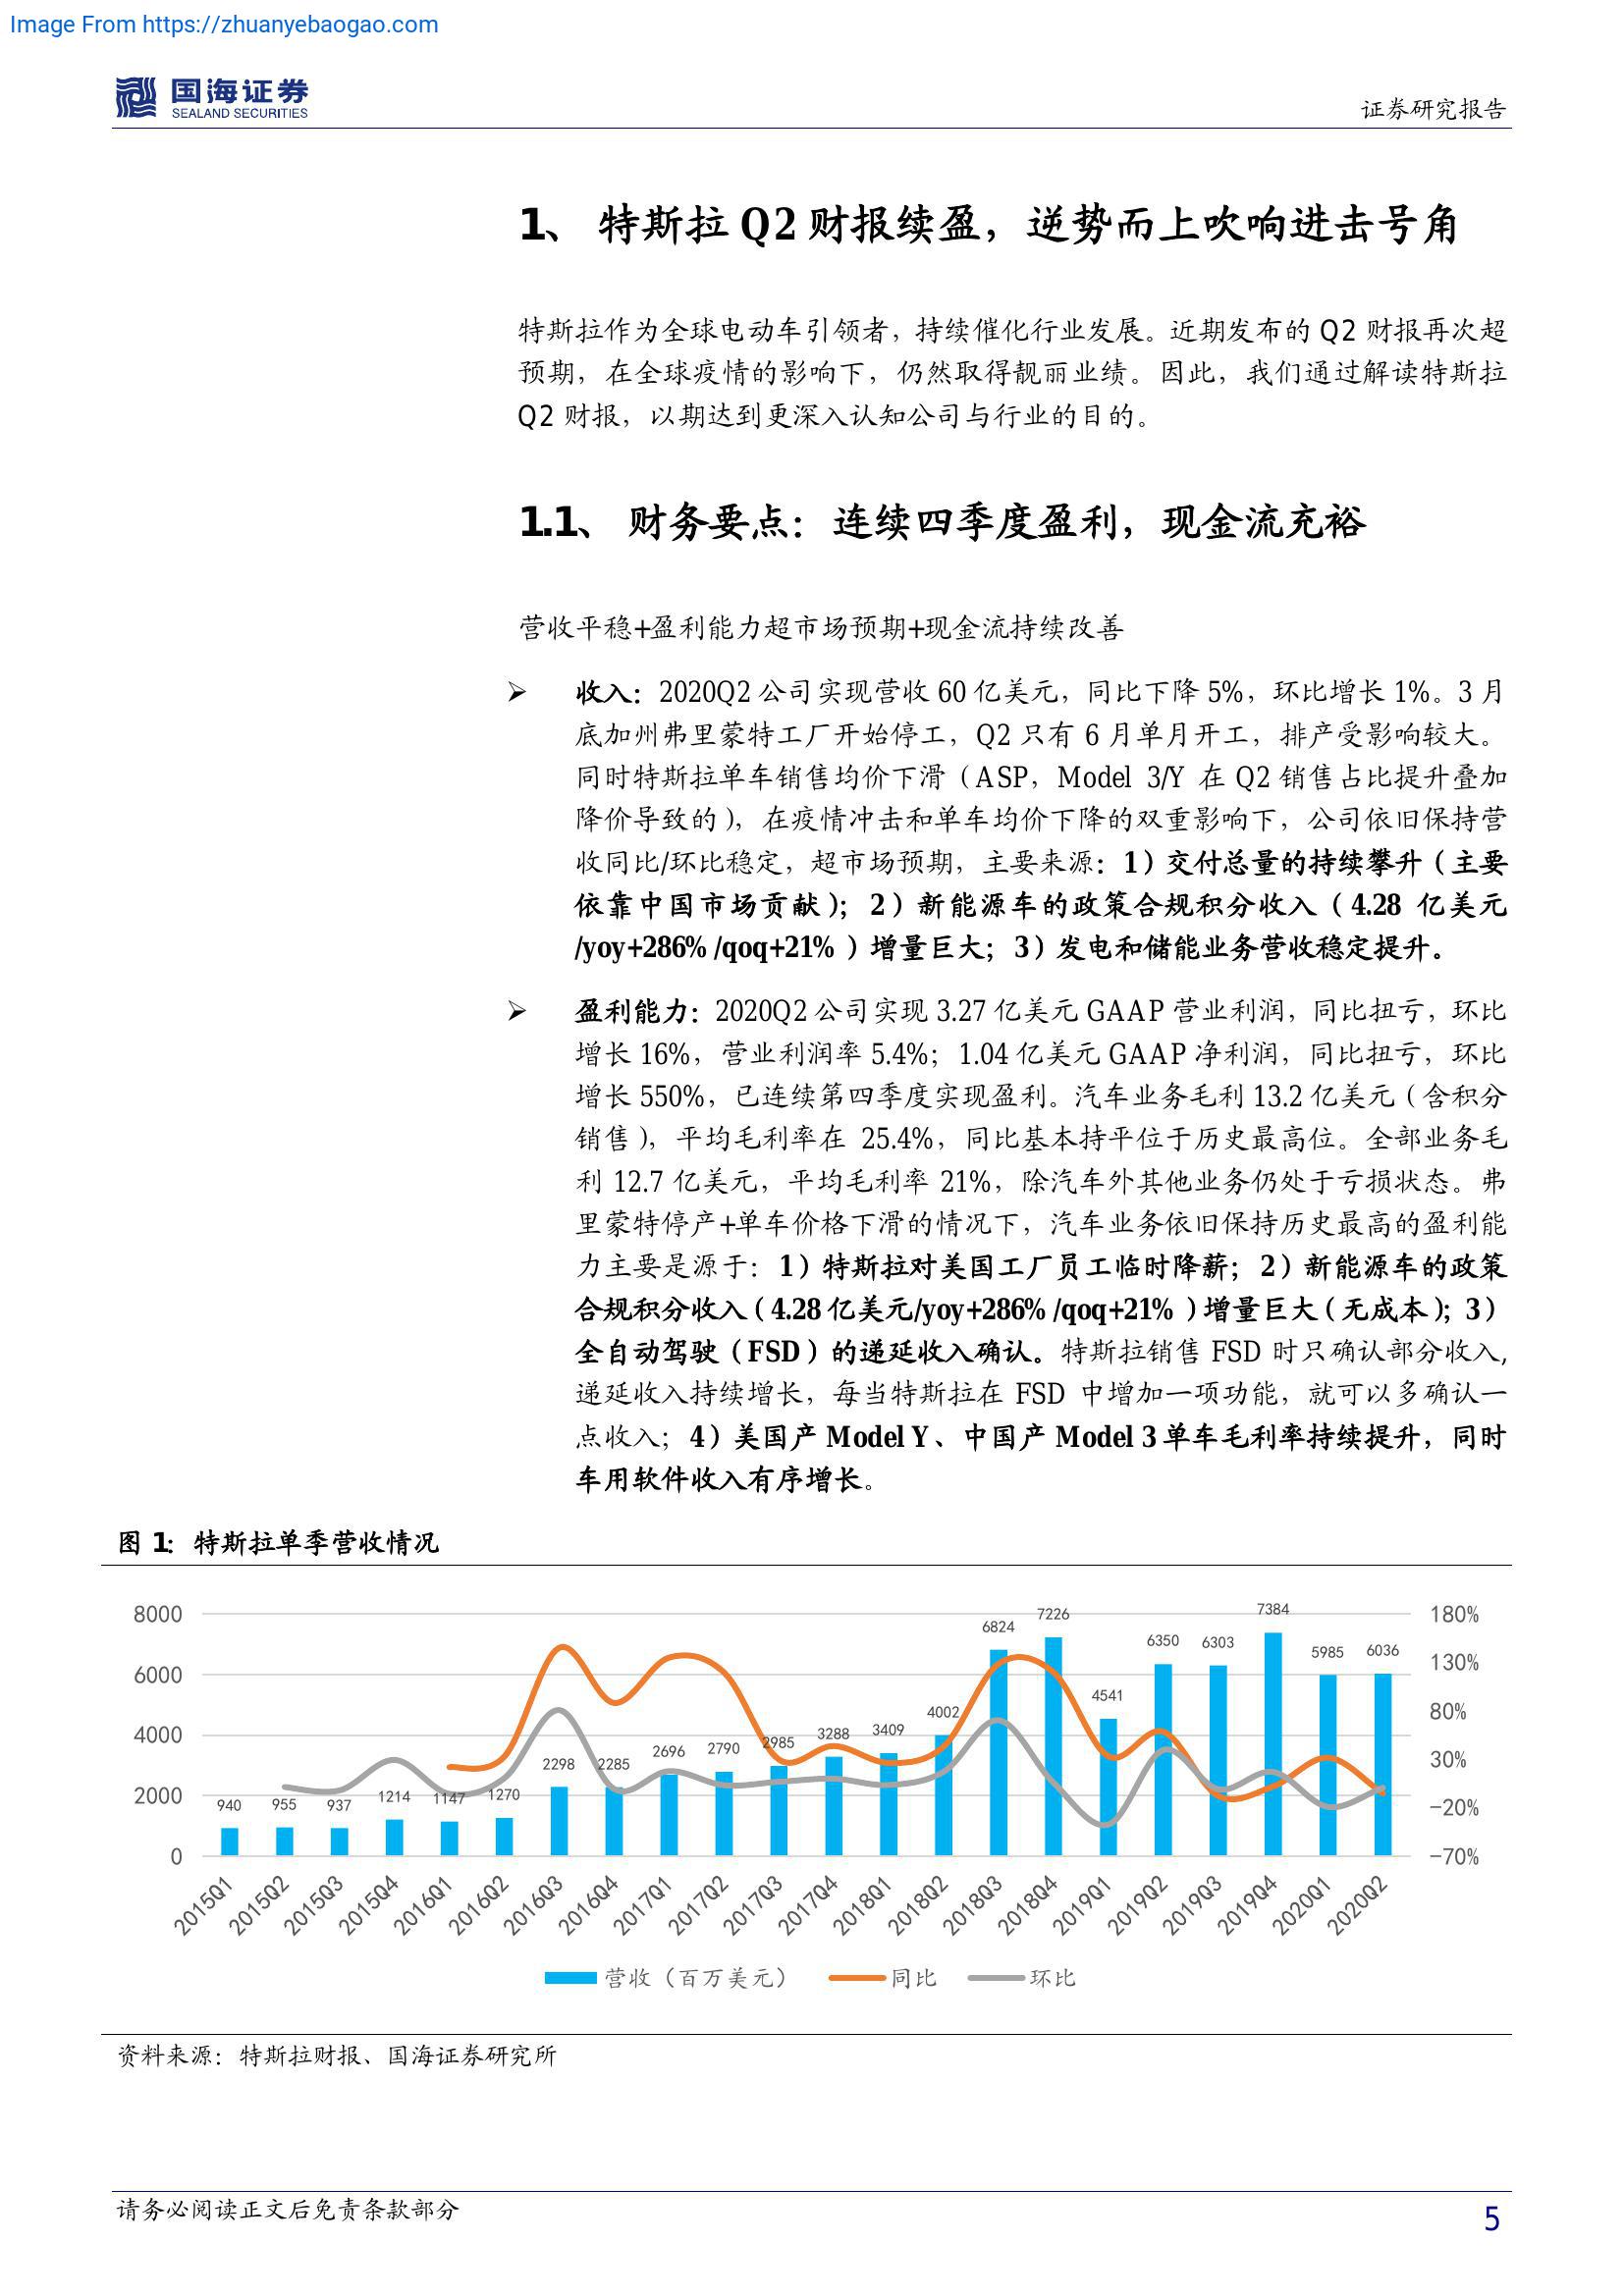 Image From https://zhuanyebaogao.com
国海证券
SEALAND SECURITIES
证券研究报告
1、 特斯拉 Q2 财报续盈，逆势而上吹响进击号角
特斯拉作为全球电动车引领者，持续催化行业发展。近期发布的 Q2 财报再次超
预期，在全球疫情的影响下，仍然取得靓丽业绩。因此，我们通过解读特斯拉
Q2 财报，以期达到更深入认知公司与行业的目的。
1.1、 财务要点：连续四季度盈利，现金流充裕
营收平稳+盈利能力超市场预期+现金流持续改善
➢ 收入：2020Q2 公司实现营收 60 亿美元，同比下降 5%，环比增长 1%。3 月
底加州弗里蒙特工厂开始停工，Q2 只有 6 月单月开工，排产受影响较大。
同时特斯拉单车销售均价下滑（ASP，Model 3/Y 在 Q2 销售占比提升叠加
降价导致的），在疫情冲击和单车均价下降的双重影响下，公司依旧保持营
收同比/环比稳定，超市场预期，主要来源：1）交付总量的持续攀升（主要
依靠中国市场贡献）；2）新能源车的政策合规积分收入（4.28 亿美元
/yoy+286% /qoq+21%）增量巨大；3）发电和储能业务营收稳定提升。
➢ 盈利能力：2020Q2 公司实现 3.27 亿美元 GAAP 营业利润，同比扭亏，环比
增长 16%，营业利润率 5.4%；1.04 亿美元 GAAP 净利润，同比扭亏，环比
增长 550%，已连续第四季度实现盈利。汽车业务毛利 13.2 亿美元（含积分
销售），平均毛利率在 25.4%，同比基本持平位于历史最高位。全部业务毛
利 12.7 亿美元，平均毛利率 21%，除汽车外其他业务仍处于亏损状态。弗
里蒙特停产+单车价格下滑的情况下，汽车业务依旧保持历史最高的盈利能
力主要是源于：1）特斯拉对美国工厂员工临时降薪；2）新能源车的政策
合规积分收入（4.28 亿美元/yoy+286% /qoq+21%）增量巨大（无成本）；3）
全自动驾驶（FSD）的递延收入确认。特斯拉销售 FSD 时只确认部分收入，
递延收入持续增长，每当特斯拉在 FSD 中增加一项功能，就可以多确认一
点收入；4）美国产 Model Y、中国产 Model 3 单车毛利率持续提升，同时
车用软件收入有序增长。
图 1：特斯拉单季营收情况
8000
6000
4000
2000
0
180%
130%
80%
30%
-20%
-70%
940 955 937 1214 1147 1270 2298 2285 2696 2790 2985 3288 3409 4002 6824 7226 4541 6350 6303 7384 5985 6036
2015Q1 2015Q2 2015Q3 2015Q4 2016Q1 2016Q2 2016Q3 2016Q4 2017Q1 2017Q2 2017Q3 2017Q4 2018Q1 2018Q2 2018Q3 2018Q4 2019Q1 2019Q2 2019Q3 2019Q4 2020Q1 2020Q2
营收（百万美元） 同比 环比
资料来源：特斯拉财报、国海证券研究所
请务必阅读正文后免责条款部分
5